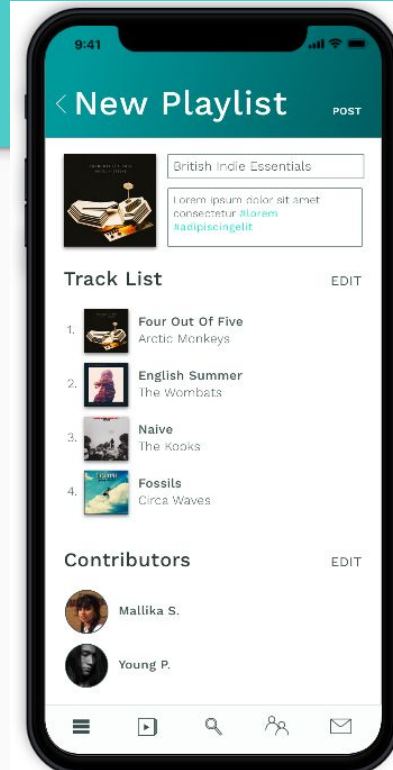 9:41
New Playlist
POST
British Indie Essentials
Lorem ipsum dolor sit amet
consectetur #lorem
#adipiscingelit
Track List
EDIT
1.
Four Out Of Five
Arctic Monkeys
2.
English Summer
The Wombats
3.
Naive
The Kooks
4.
Fossils
Circa Waves
Contributors
EDIT
Mallika S.
Young P.